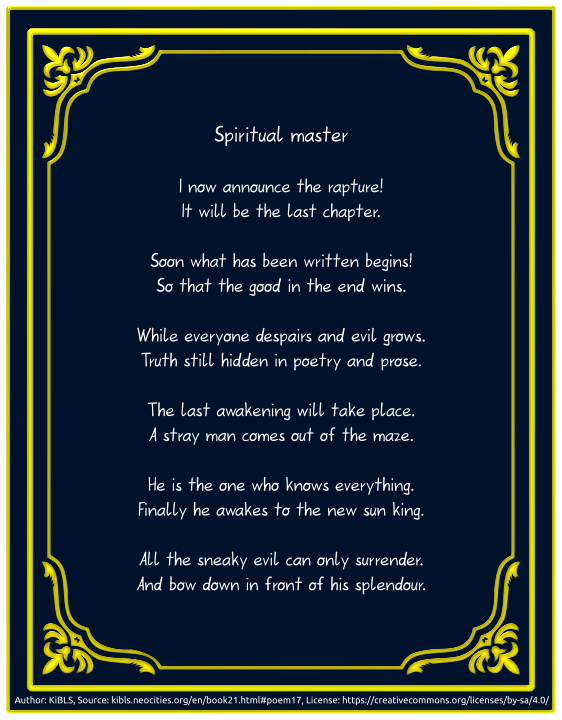 Spiritual master
I now announce the rapture!
It will be the last chapter.
Soon what has been written begins!
So that the good in the end wins.
While everyone despairs and evil grows.
Truth still hidden in poetry and prose.
The last awakening will take place.
A stray man comes out of the maze.
He is the one who knows everything.
Finally he awakes to the new sun king.
All the sneaky evil can only surrender.
And bow down in front of his splendour.
Author: KiBLS, Source: kibls.neocities.org/en/book21.html#poem17, License: https://creativecommons.org/licenses/by-sa/4.0/